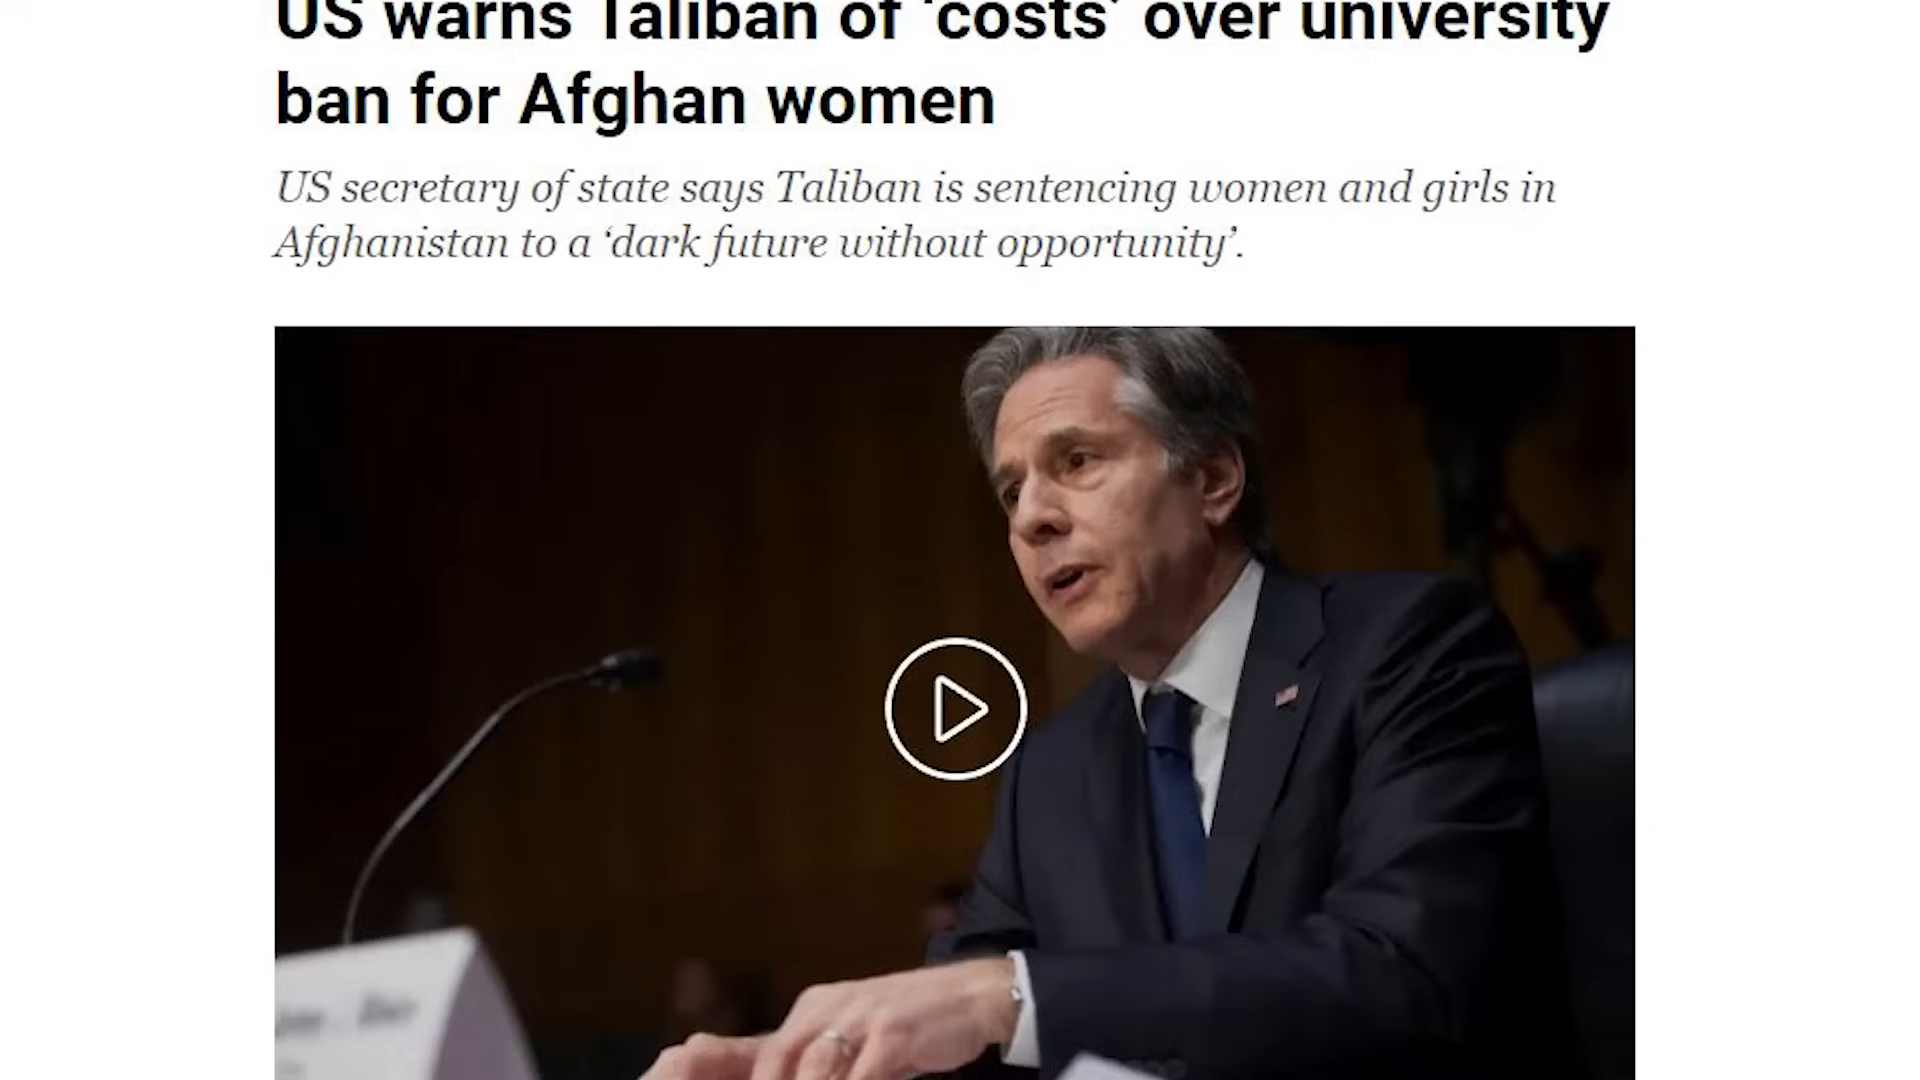 US warns Taliban of ‘costs’ over university
ban for Afghan women
US secretary of state says Taliban is sentencing women and girls in
Afghanistan to a ‘dark future without opportunity’.